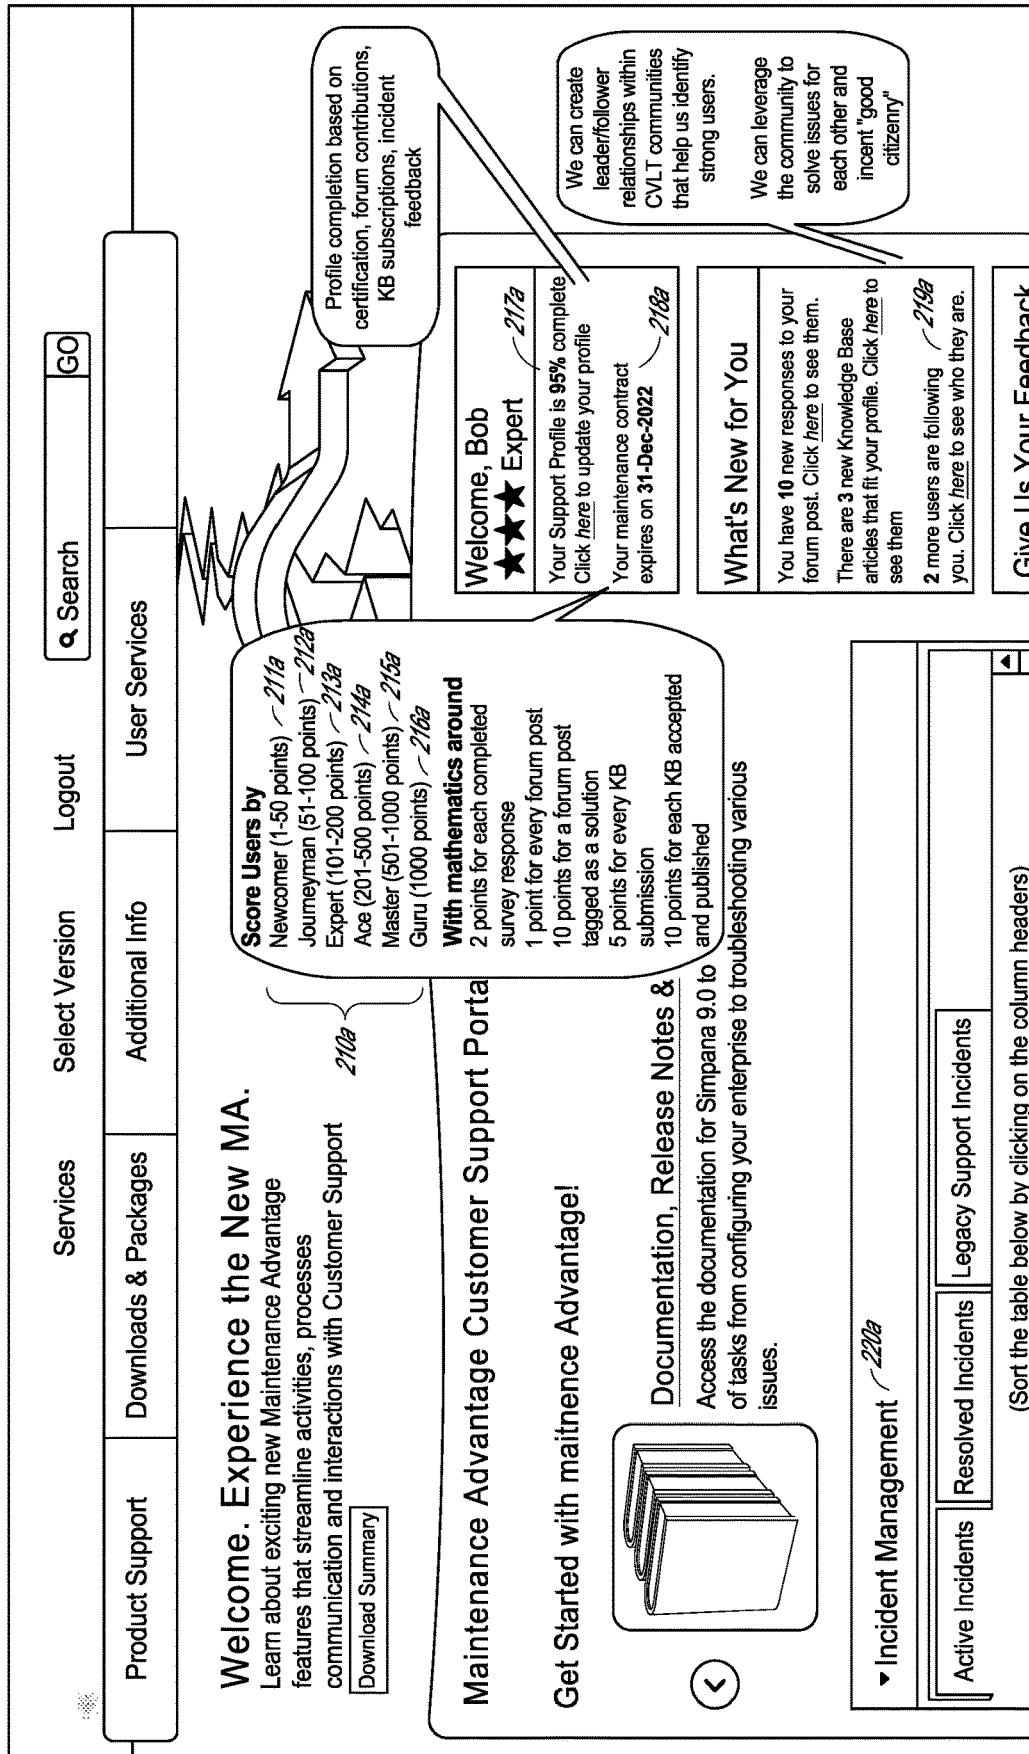 Services
Select Version
Logout
Search
GO
Product Support
Downloads & Packages
Additional Info
User Services
Welcome. Experience the New MA.
Learn about exciting new Maintenance Advantage
features that streamline activities, processes
communication and interactions with Customer Support
Download Summary
210a
Score Users by
Newcomer (1-50 points) 211a
Journeyman (51-100 points) 212a
Expert (101-200 points) 213a
Ace (201-500 points) 214a
Master (501-1000 points) 215a
Guru (1000 points) 216a
With mathematics around
2 points for each completed
survey response
1 point for every forum post
10 points for a forum post
tagged as a solution
5 points for every KB
submission
10 points for each KB accepted
and published
Profile completion based on
certification, forum contributions,
KB subscriptions, incident
feedback
Maintenance Advantage Customer Support Porta
Get Started with maitnence Advantage!
Documentation, Release Notes &
Access the documentation for Simpana 9.0 to
of tasks from configuring your enterprise to troubleshooting various
issues.
Welcome, Bob
★★★ Expert
217a
Your Support Profile is 95% complete
Click here to update your profile
Your maintenance contract
expires on 31-Dec-2022
218a
We can create
leader/follower
relationships within
CVLT communities
that help us identify
strong users.
We can leverage
the community to
solve issues for
each other and
incent "good
citizenry"
What's New for You
You have 10 new responses to your
forum post. Click here to see them.
There are 3 new Knowledge Base
articles that fit your profile. Click here to
see them
2 more users are following 219a
you. Click here to see who they are.
Give Us Your Feedback
Incident Management 220a
Active Incidents
Resolved Incidents
Legacy Support Incidents
(Sort the table below by clicking on the column headers)